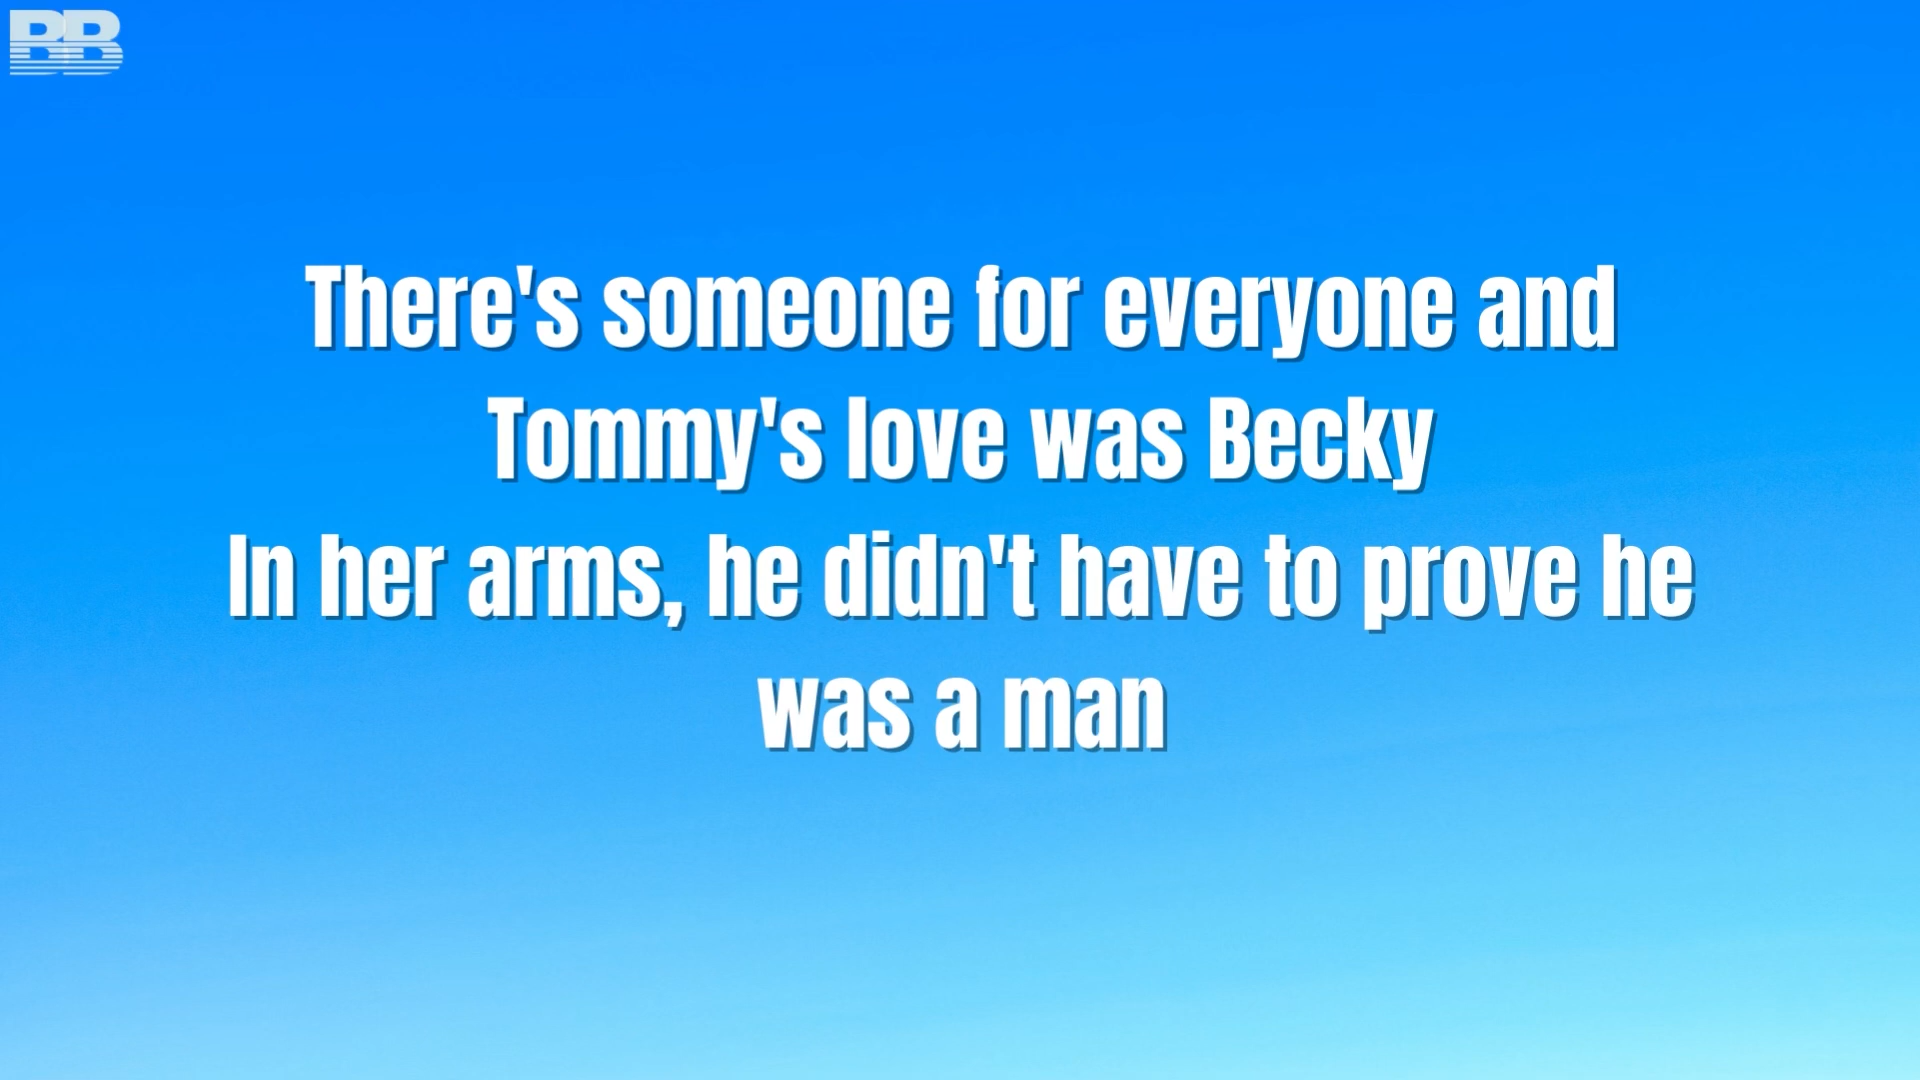 BB
There's someone for everyone and
Tommy's love was Becky
In her arms, he didn't have to prove he
was a man